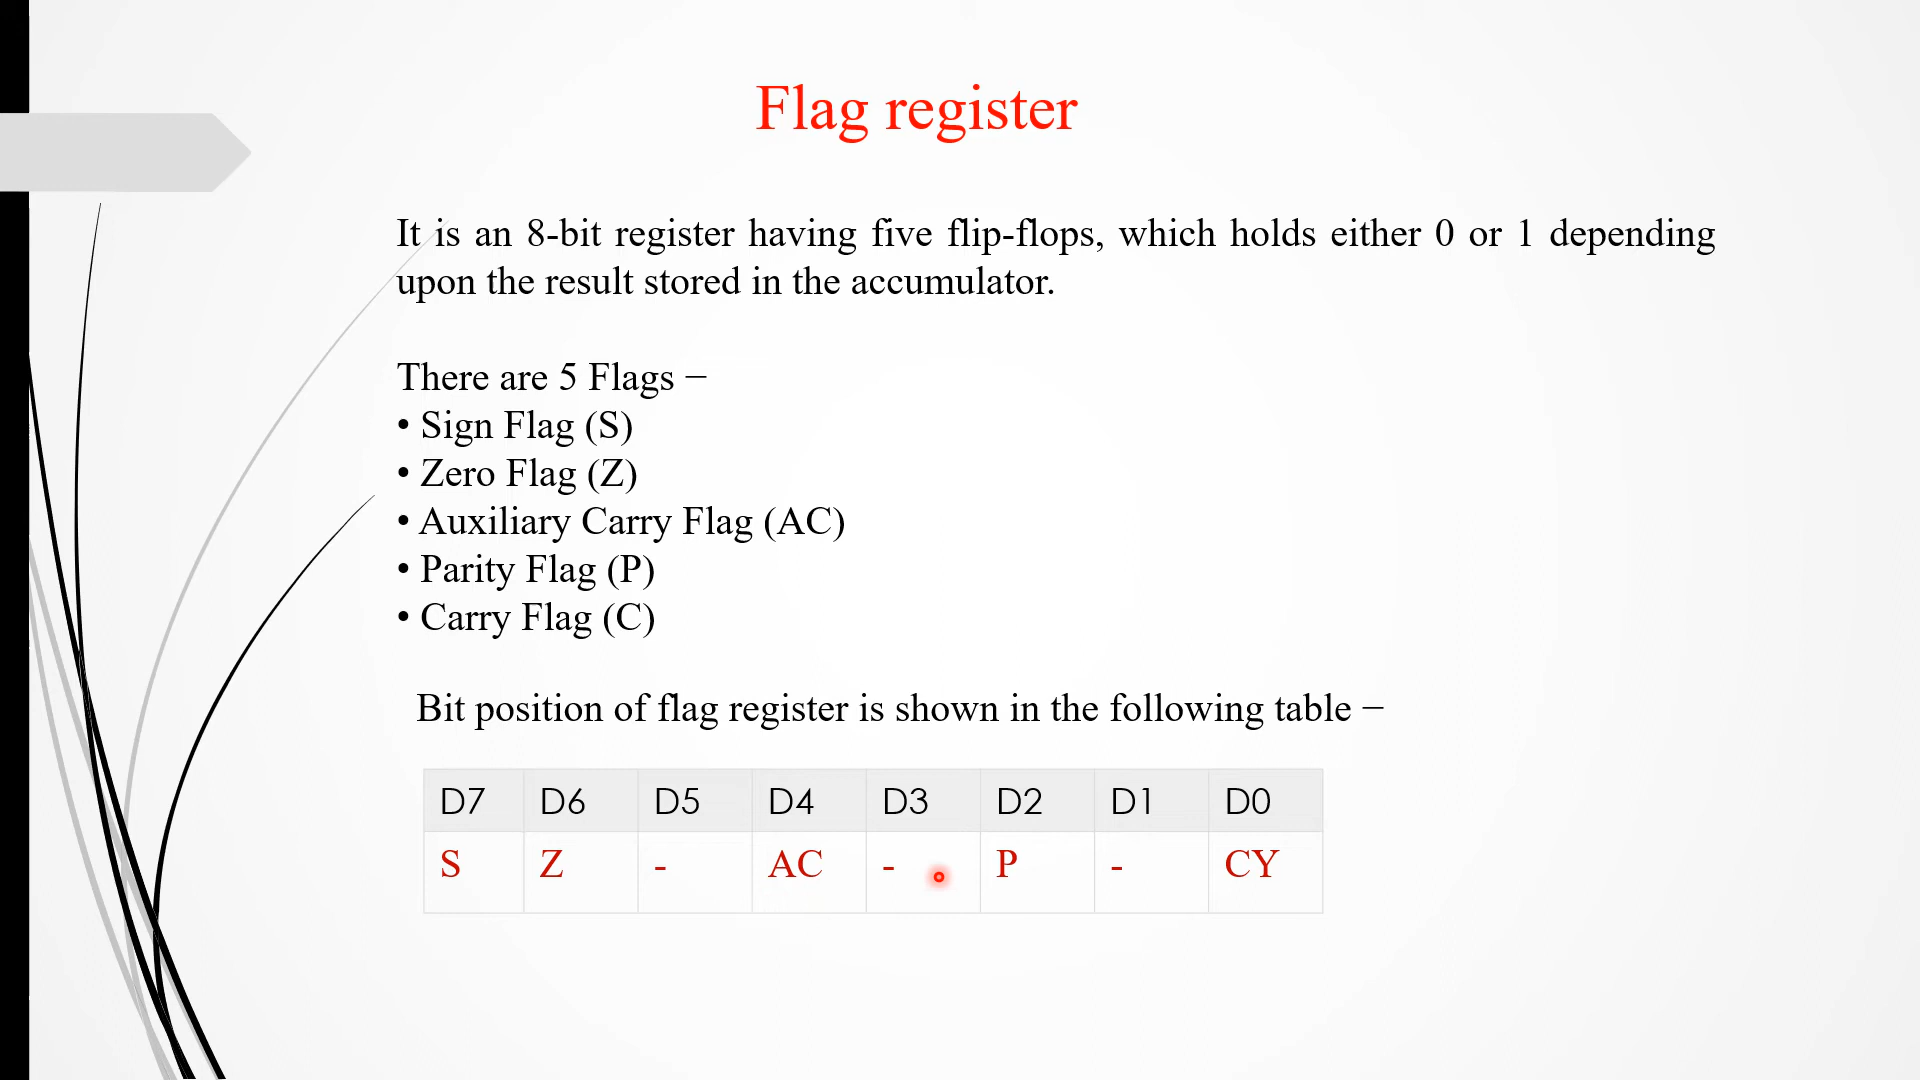 Flag register
It is an 8-bit register having five flip-flops, which holds either 0 or 1 depending
upon the result stored in the accumulator.
There are 5 Flags −
• Sign Flag (S)
• Zero Flag (Z)
• Auxiliary Carry Flag (AC)
• Parity Flag (P)
• Carry Flag (C)
Bit position of flag register is shown in the following table −
D7 D6 D5 D4 D3 D2 D1 D0
S Z - AC - P - CY